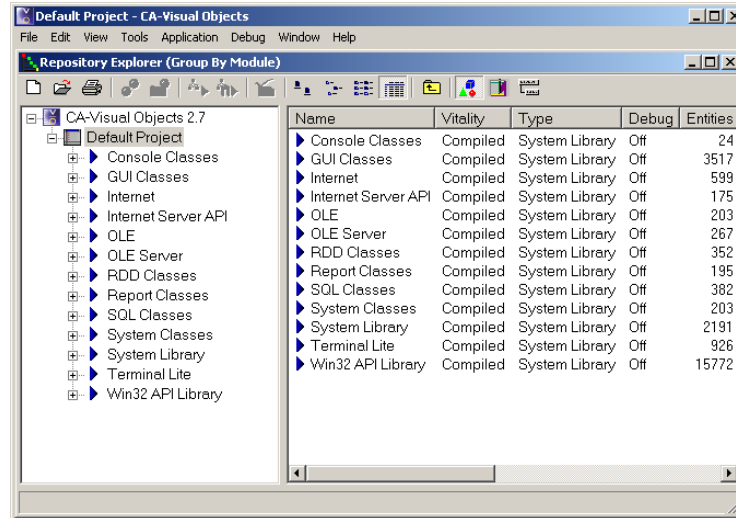 Default Project - CA-Visual Objects
File Edit View Tools Application Debug Window Help
Repository Explorer (Group By Module)
CA-Visual Objects 2.7
Default Project
Console Classes
GUI Classes
Internet
Internet Server API
OLE
OLE Server
RDD Classes
Report Classes
SQL Classes
System Classes
System Library
Terminal Lite
Win32 API Library
Name Vitality Type Debug Entities
Console Classes Compiled System Library Off 24
GUI Classes Compiled System Library Off 3517
Internet Compiled System Library Off 599
Internet Server API Compiled System Library Off 175
OLE Compiled System Library Off 203
OLE Server Compiled System Library Off 267
RDD Classes Compiled System Library Off 352
Report Classes Compiled System Library Off 195
SQL Classes Compiled System Library Off 382
System Classes Compiled System Library Off 203
System Library Compiled System Library Off 2191
Terminal Lite Compiled System Library Off 926
Win32 API Library Compiled System Library Off 15772